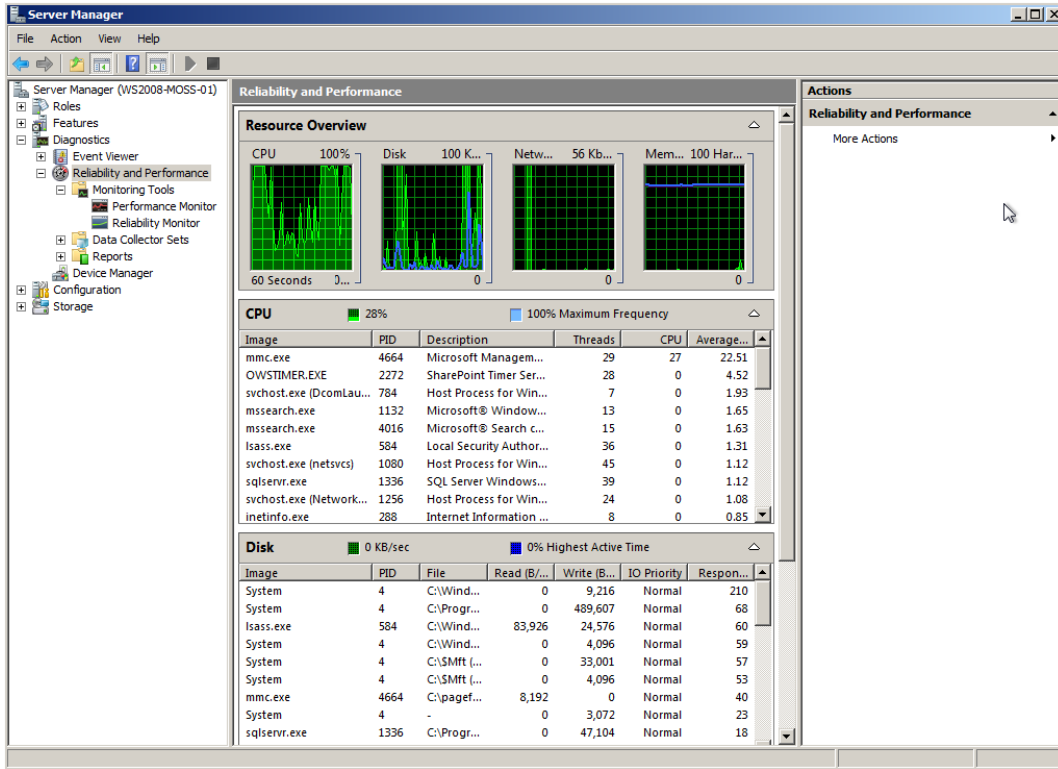 Server Manager
File Action View Help
Server Manager (WS2008-MOSS-01)
Roles
Features
Diagnostics
Event Viewer
Reliability and Performance
Monitoring Tools
Performance Monitor
Reliability Monitor
Data Collector Sets
Reports
Device Manager
Configuration
Storage
Reliability and Performance
Resource Overview
CPU 100% Disk 100 K... Netw... 56 Kb... Mem... 100 Har...
60 Seconds 0... 0 0 0
CPU 28% 100% Maximum Frequency
Image PID Description Threads CPU Average...
mmc.exe 4664 Microsoft Managem... 29 27 22.51
OWSTIMER.EXE 2272 SharePoint Timer Ser... 28 0 4.52
svchost.exe (DcomLau... 784 Host Process for Win... 7 0 1.93
mssearch.exe 1132 Microsoft® Window... 13 0 1.65
mssearch.exe 4016 Microsoft® Search c... 15 0 1.63
lsass.exe 584 Local Security Author... 36 0 1.31
svchost.exe (netsvcs) 1080 Host Process for Win... 45 0 1.12
sqlservr.exe 1336 SQL Server Windows... 39 0 1.12
svchost.exe (Network... 1256 Host Process for Win... 24 0 1.08
inetinfo.exe 288 Internet Information ... 8 0 0.85
Disk 0 KB/sec 0% Highest Active Time
Image PID File Read (B/... Write (B... IO Priority Respon...
System 4 C:\Wind... 0 9,216 Normal 210
System 4 C:\Progr... 0 489,607 Normal 68
lsass.exe 584 C:\Wind... 83,926 24,576 Normal 60
System 4 C:\Wind... 0 4,096 Normal 59
System 4 C:\$Mft (... 0 33,001 Normal 57
System 4 C:\$Mft (... 0 4,096 Normal 53
mmc.exe 4664 C:\pagef... 8,192 0 Normal 40
System 4 - 0 3,072 Normal 23
sqlservr.exe 1336 C:\Progr... 0 47,104 Normal 18
Actions
Reliability and Performance
More Actions